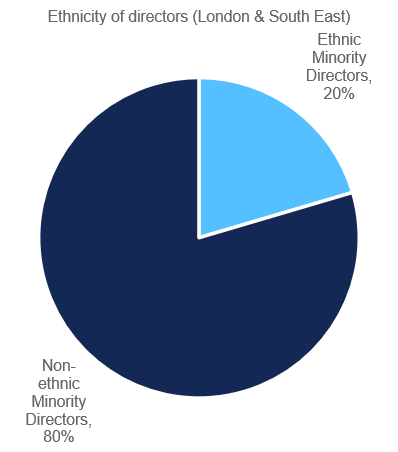 Ethnicity of directors (London & South East)
Ethnic
Minority
Directors,
20%
Non-
ethnic
Minority
Directors,
80%